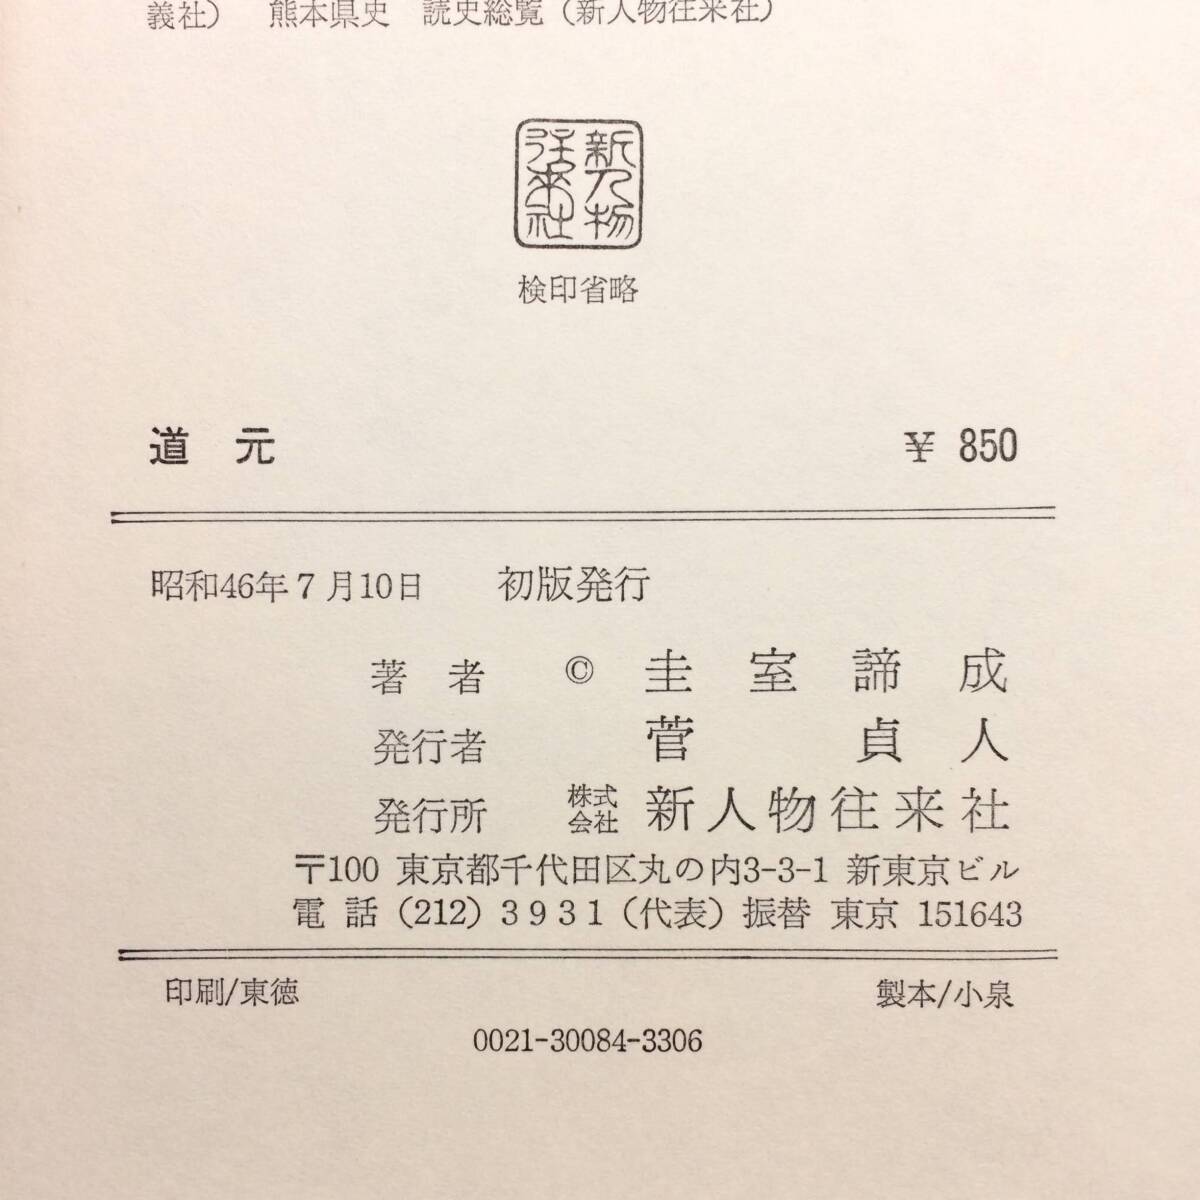 義社） 熊本県史 読史総覧（新人物往来社）
新人物
往来社
検印省略
道元 ¥ 850
昭和46年7月10日 初版発行
著者 © 圭室諦成
発行者 菅 貞人
発行所 株式会社 新人物往来社
〒100 東京都千代田区丸の内3-3-1 新東京ビル
電話（212）3931（代表）振替 東京 151643
印刷/東徳 製本/小泉
0021-30084-3306